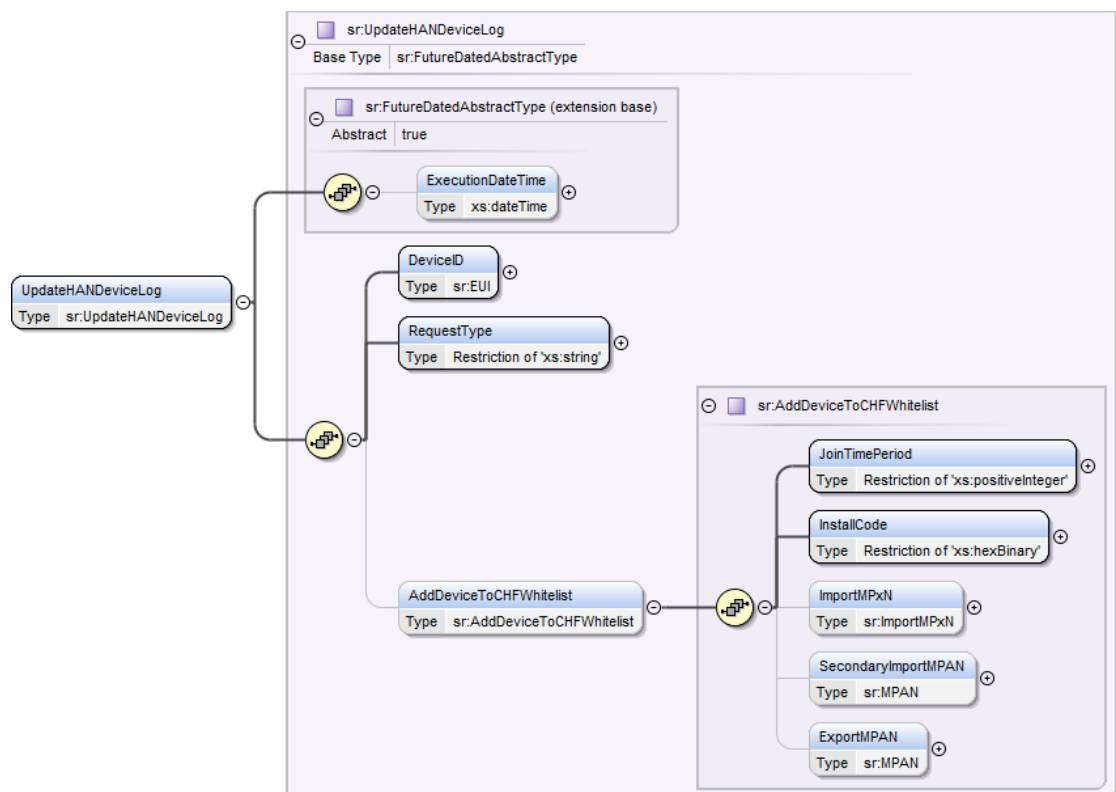 sr:UpdateHANDeviceLog
Base Type sr:FutureDatedAbstractType
sr:FutureDatedAbstractType (extension base)
Abstract true
ExecutionDateTime
Type xs:dateTime
DeviceID
Type sr:EUI
UpdateHANDeviceLog
Type sr:UpdateHANDeviceLog
RequestType
Type Restriction of 'xs:string'
sr:AddDeviceToCHFWhitelist
JoinTimePeriod
Type Restriction of 'xs:positiveInteger'
InstallCode
Type Restriction of 'xs:hexBinary'
AddDeviceToCHFWhitelist
Type sr:AddDeviceToCHFWhitelist
ImportMPxN
Type sr:ImportMPxN
SecondaryImportMPAN
Type sr:MPAN
ExportMPAN
Type sr:MPAN